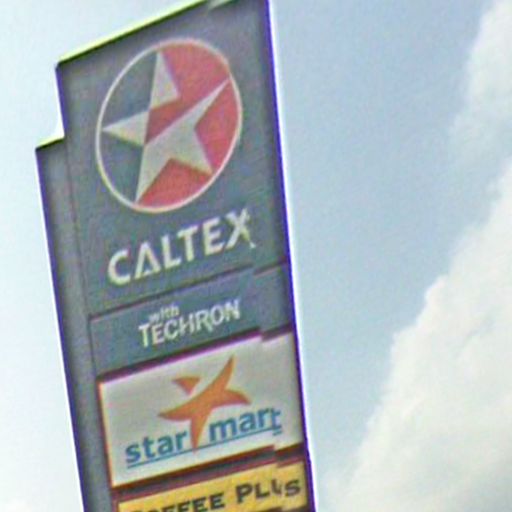 CALTEX
with
TECHRON
star mart
COFFEE PLUS